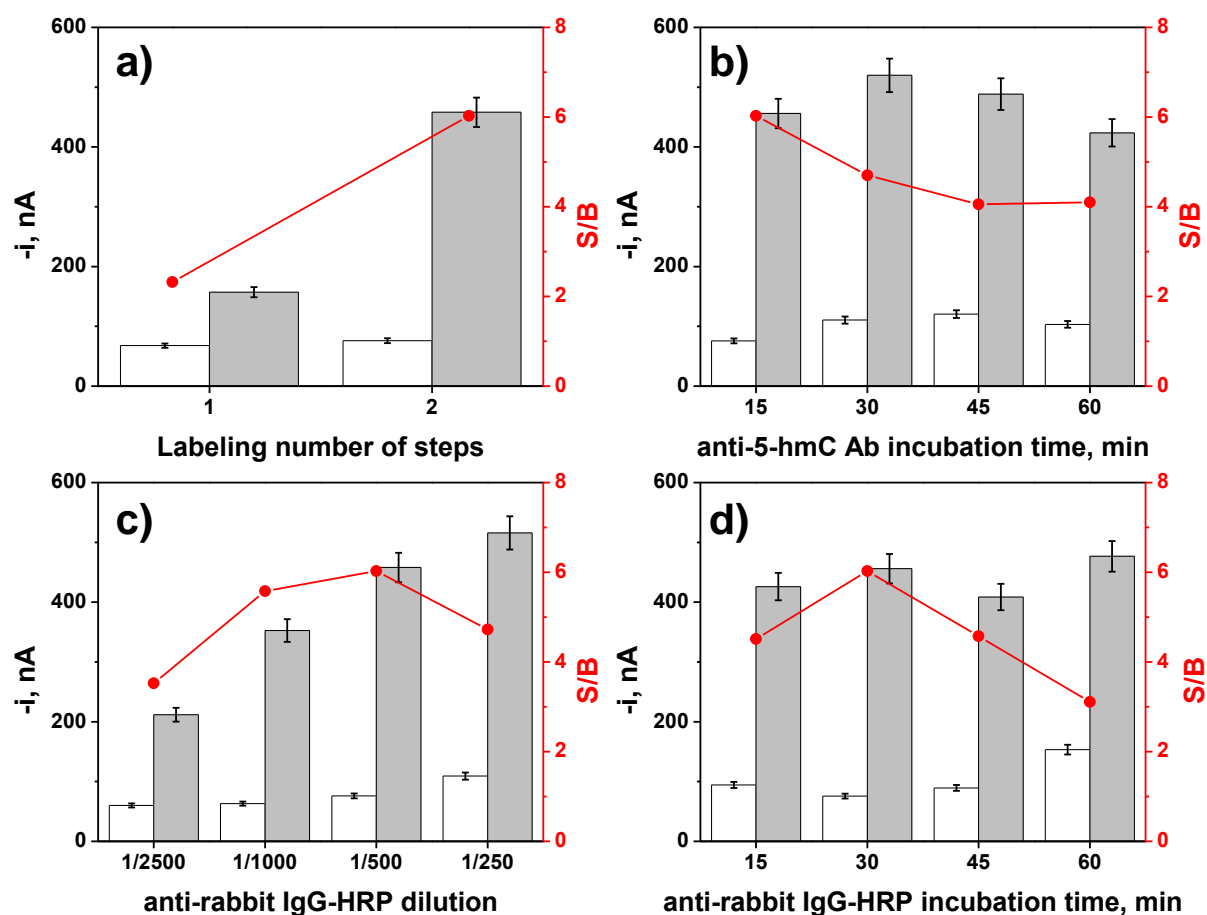 a)
600
400
200
0
-i, nA
8
6
4
2
0
S/B
1 2
Labeling number of steps
b)
600
400
200
0
-i, nA
8
6
4
2
0
S/B
15 30 45 60
anti-5-hmC Ab incubation time, min
c)
600
400
200
0
-i, nA
8
6
4
2
0
S/B
1/2500 1/1000 1/500 1/250
anti-rabbit IgG-HRP dilution
d)
600
400
200
0
-i, nA
8
6
4
2
0
S/B
15 30 45 60
anti-rabbit IgG-HRP incubation time, min